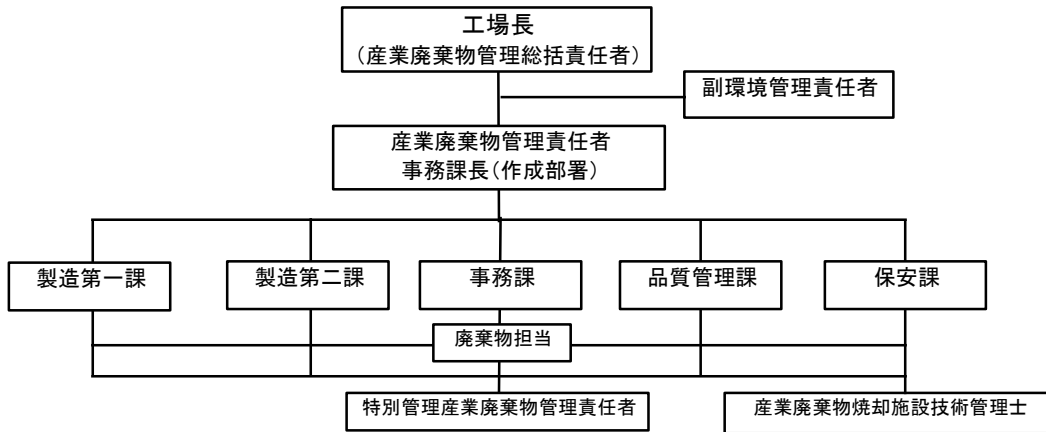 工場長
（産業廃棄物管理総括責任者）
副環境管理責任者
産業廃棄物管理責任者
事務課長（作成部署）
製造第一課
製造第二課
事務課
品質管理課
保安課
廃棄物担当
特別管理産業廃棄物管理責任者
産業廃棄物焼却施設技術管理士